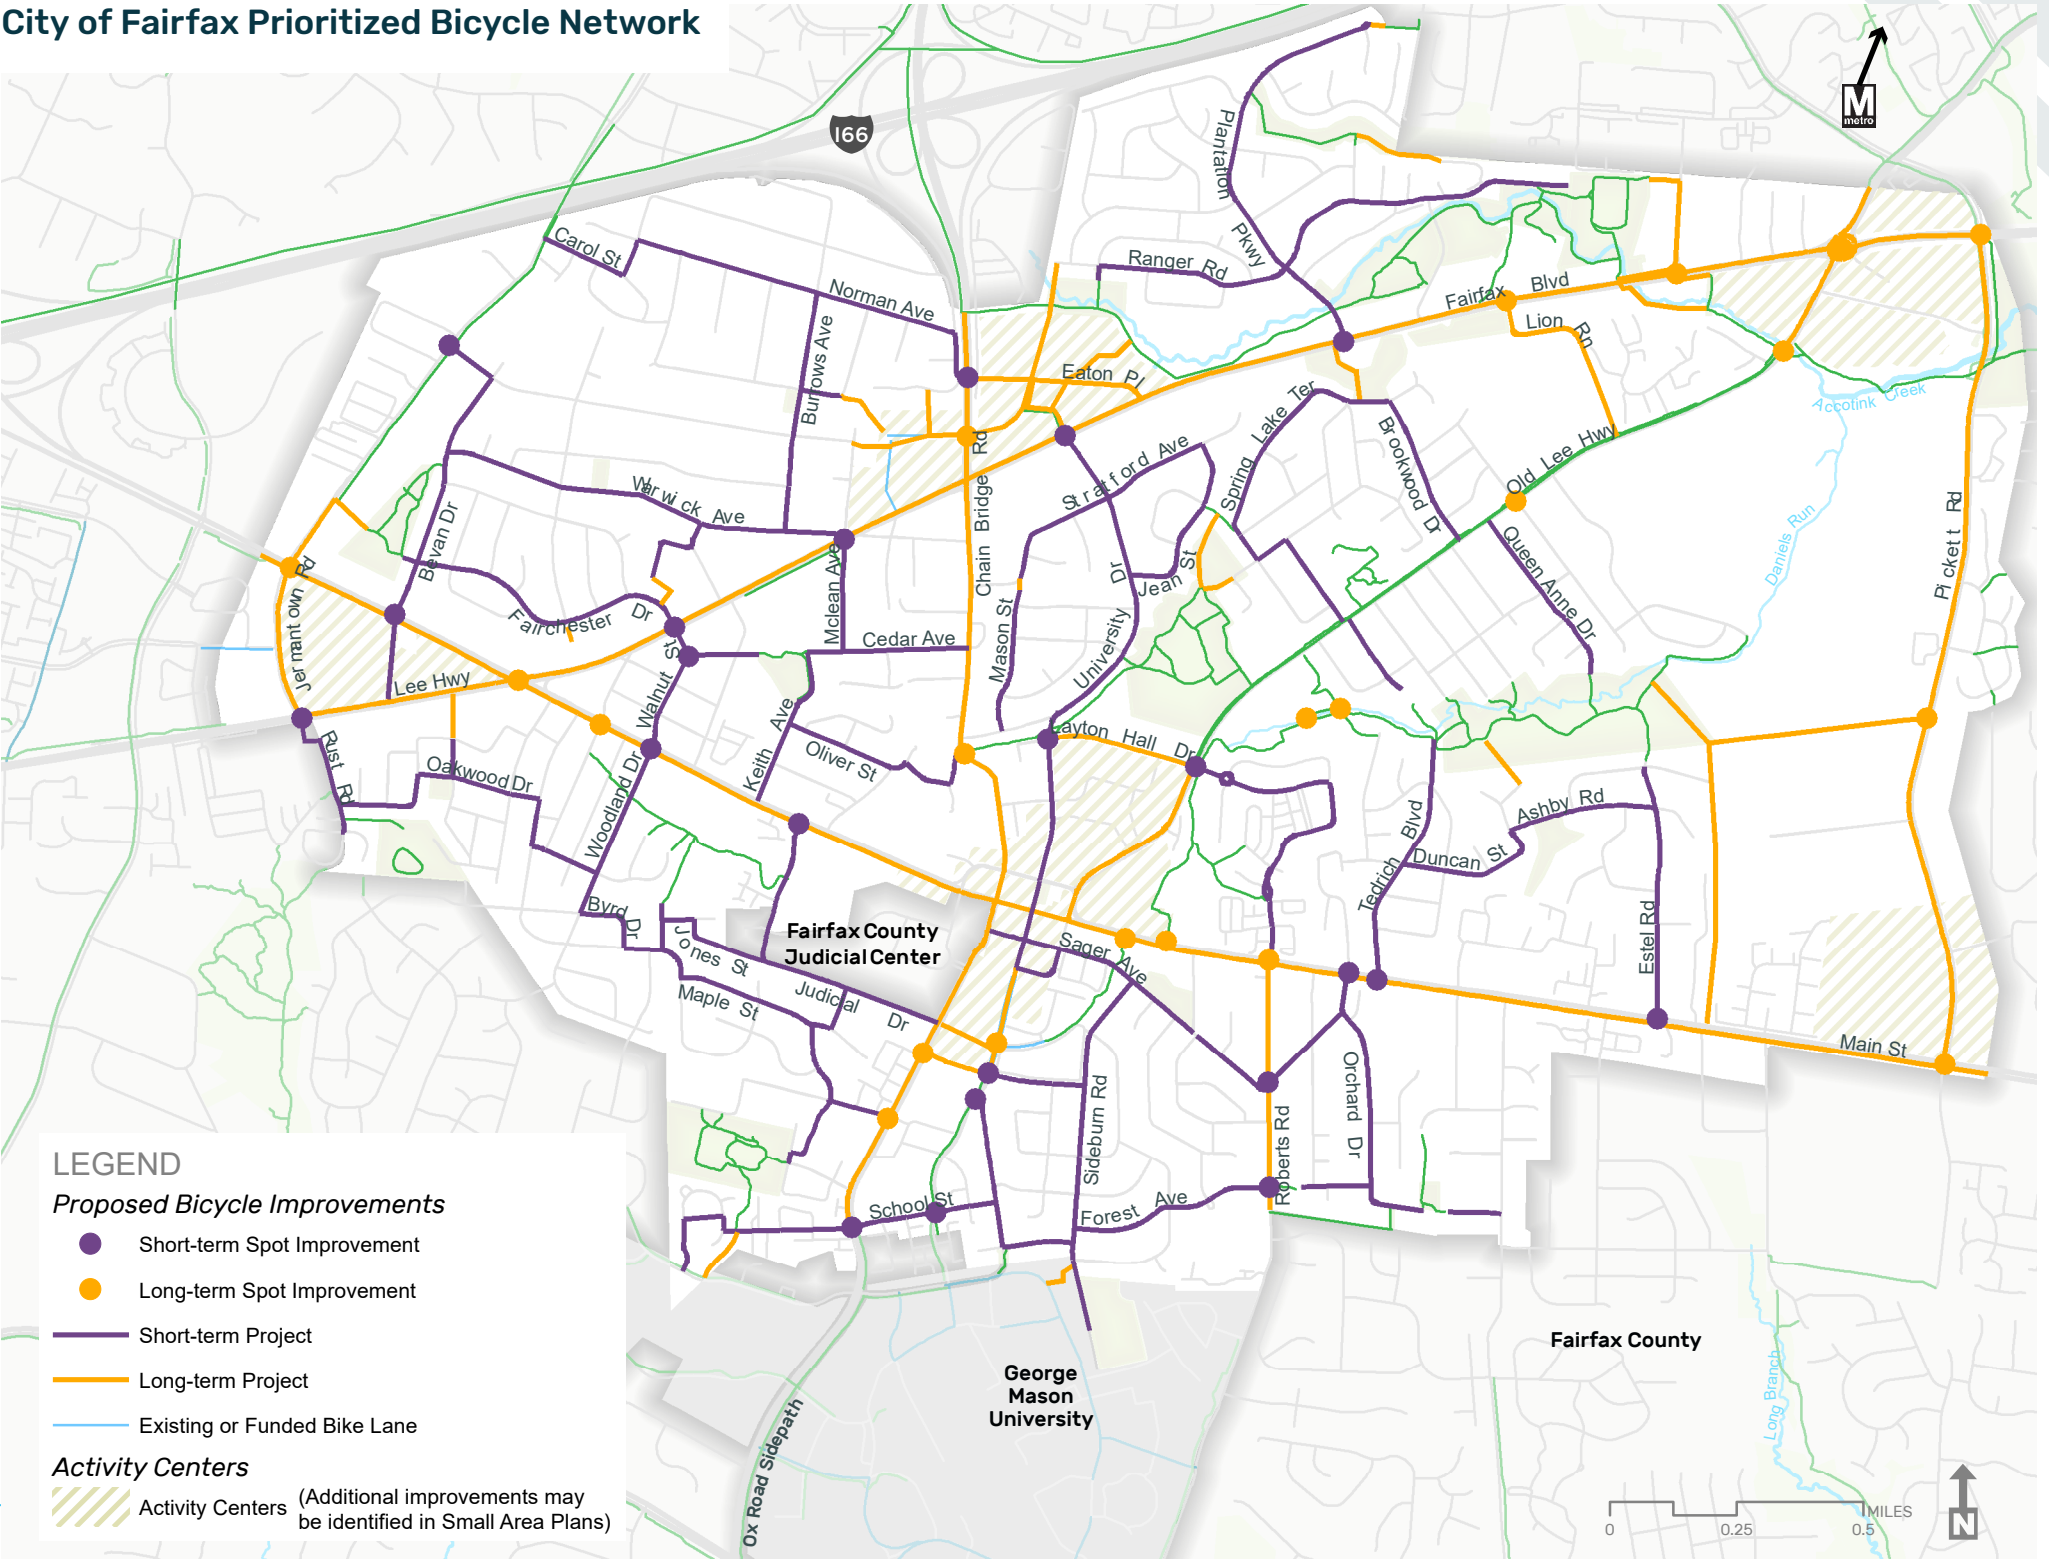 City of Fairfax Prioritized Bicycle Network
I66
M
metro
Plantation
Pkwy
Carol St
Norman Ave
Ranger Rd
Burrows Ave
Fairfax Blvd
Lion Rn
Eaton Pl
Accotink Creek
Chain Bridge Rd
Stratford Ave
Spring Lake Ter
Brookwood Dr
Old Lee Hwy
Warwick Ave
Bevan Dr
Queen Anne Dr
Daniels Run
Pickett Rd
Jermantown Rd
Fairchester Dr
Mclean Ave
Cedar Ave
Mason St
University Dr
Jean St
Lee Hwy
Walnut St
Keith Ave
Oliver St
Layton Hall Dr
Rust Rd
Oakwood Dr
Woodland Dr
Ashby Rd
Duncan St
Tedrich Blvd
Byrd Dr
Jones St
Fairfax County
Judicial Center
Sager Ave
Estel Rd
Maple St
Judicial Dr
Main St
Sideburn Rd
Roberts Rd
Orchard Dr
School St
Forest Ave
LEGEND
Proposed Bicycle Improvements
Short-term Spot Improvement
Long-term Spot Improvement
Short-term Project
Long-term Project
Existing or Funded Bike Lane
Activity Centers
Activity Centers (Additional improvements may
be identified in Small Area Plans)
Ox Road Sidepath
George
Mason
University
Fairfax County
Long Branch
MILES
0 0.25 0.5
N